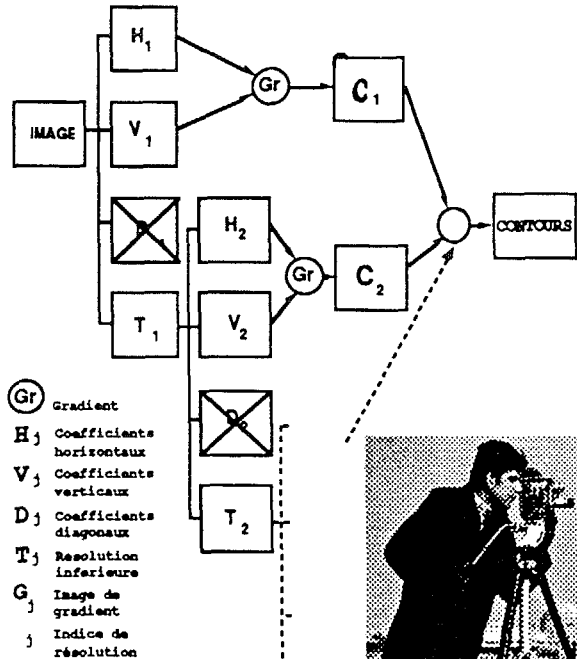 H1
IMAGE
V1
Gr
C1
T1
H2
V2
Gr
C2
CONTOURS
D2
T2
Gr Gradient
Hj Coefficients
horizontaux
Vj Coefficients
verticaux
Dj Coefficients
diagonaux
Tj Resolution
inferieure
Gj Image de
gradient
j Indice de
résolution